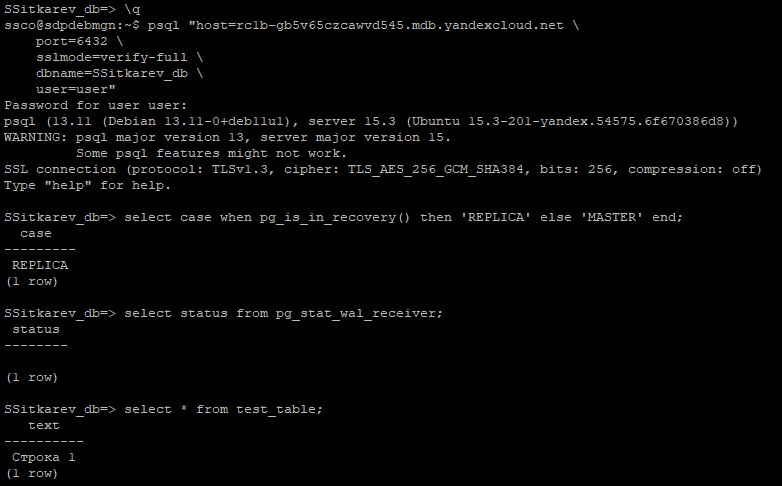 SSitkarev_db=> \q
ssco@sdpdebmgn:~$ psql "host=rc1b-gb5v65czcawvd545.mdb.yandexcloud.net \
port=6432 \
sslmode=verify-full \
dbname=SSitkarev_db \
user=user"
Password for user user:
psql (13.11 (Debian 13.11-0+deb11u1), server 15.3 (Ubuntu 15.3-201-yandex.54575.6f670386d8))
WARNING: psql major version 13, server major version 15.
Some psql features might not work.
SSL connection (protocol: TLSv1.3, cipher: TLS_AES_256_GCM_SHA384, bits: 256, compression: off)
Type "help" for help.
SSitkarev_db=> select case when pg_is_in_recovery() then 'REPLICA' else 'MASTER' end;
case
---------
REPLICA
(1 row)
SSitkarev_db=> select status from pg_stat_wal_receiver;
status
--------
(1 row)
SSitkarev_db=> select * from test_table;
text
----------
Строка 1
(1 row)